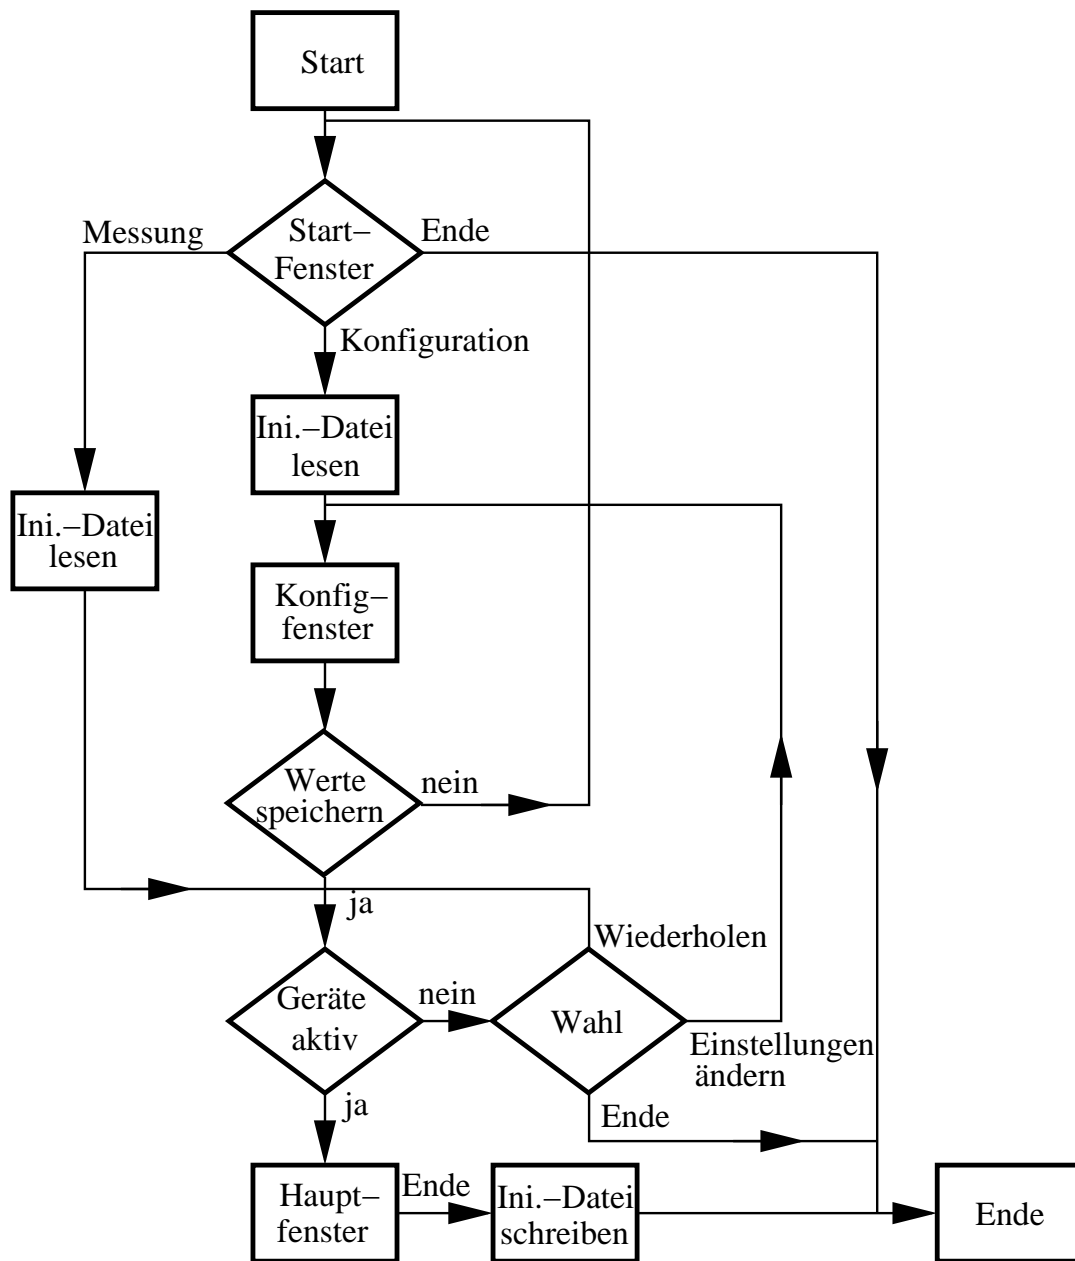 Start
Messung
Start–
Fenster
Ende
Konfiguration
Ini.–Datei
lesen
Ini.–Datei
lesen
Konfig–
fenster
Werte
speichern
nein
ja
Wiederholen
Geräte
aktiv
nein
Wahl
Einstellungen
ändern
ja
Ende
Haupt–
fenster
Ende
Ini.–Datei
schreiben
Ende